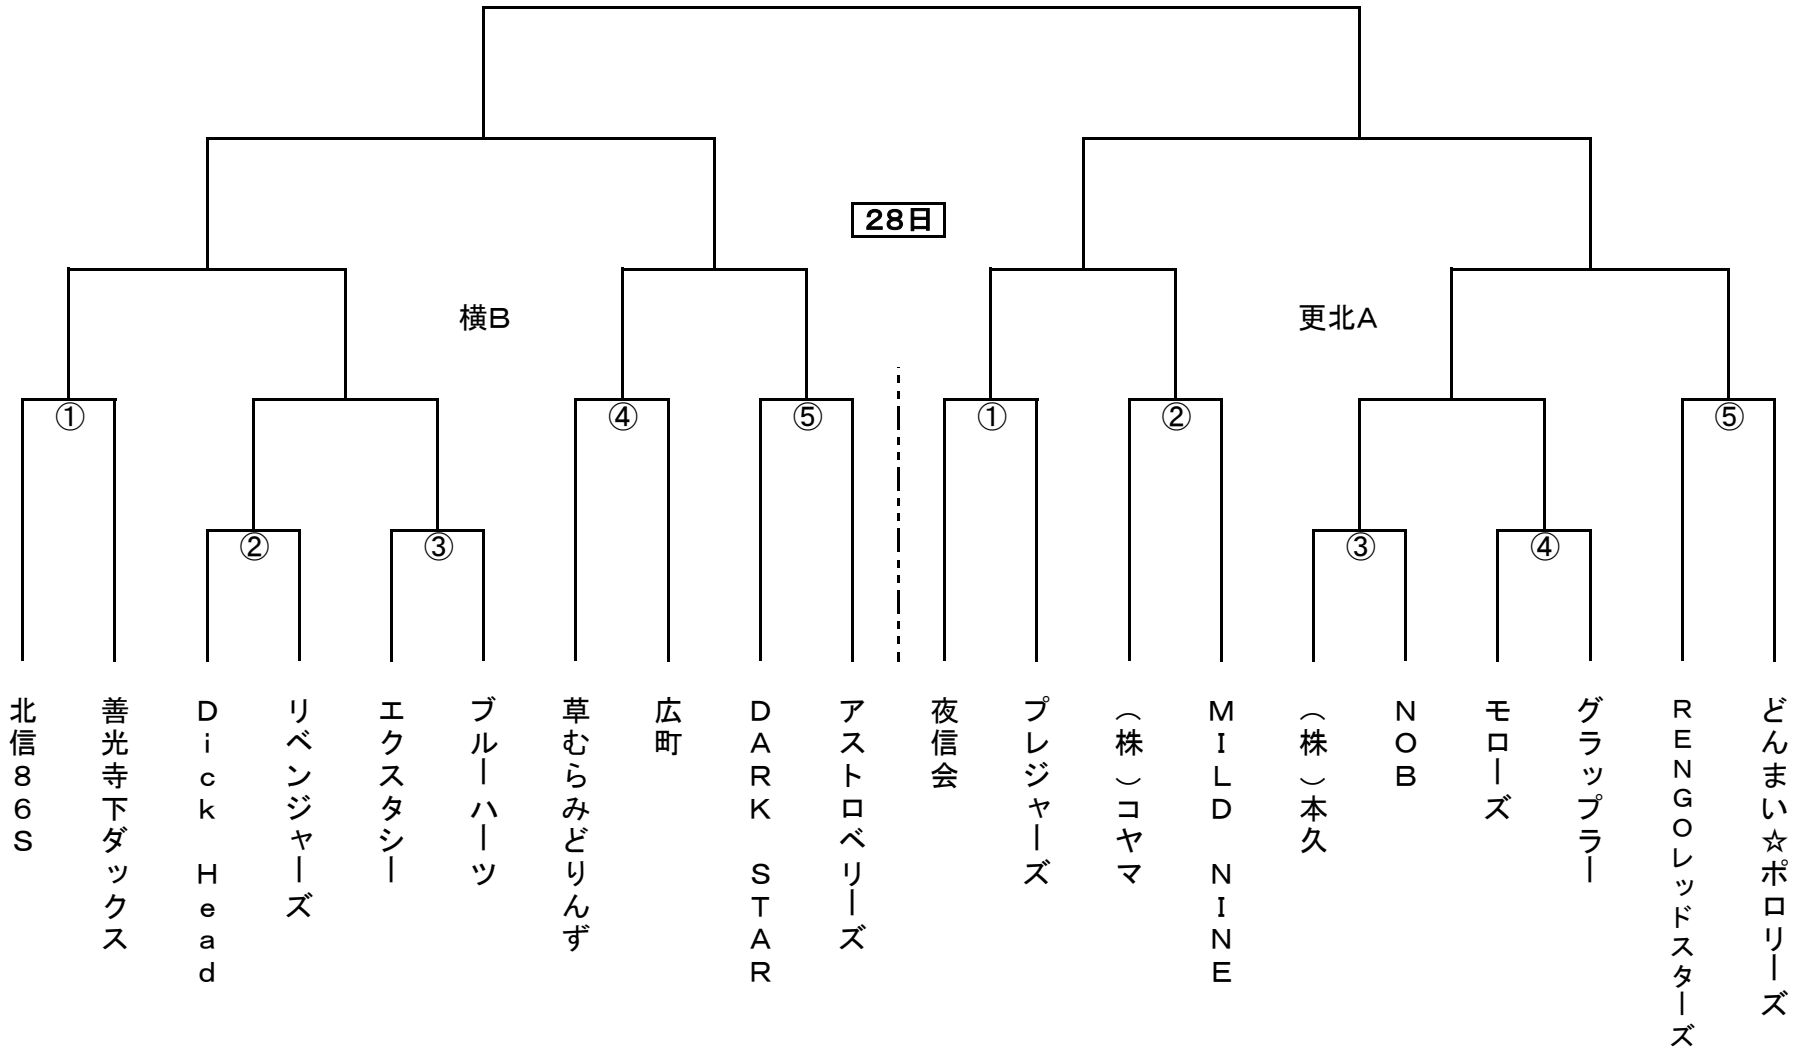 28日
横B
更北A
①
④
⑤
①
②
⑤
②
③
③
④
北信86S
善光寺下ダックス
Dick Head
リベンジャーズ
エクスタシー
ブルーハーツ
草むらみどりんず
広町
DARK STAR
アストロベリーズ
夜信会
プレジャーズ
（株）コヤマ
MILD NINE
（株）本久
NOB
モローズ
グラップラー
RENGOレッドスターズ
どんまい☆ポロリーズ